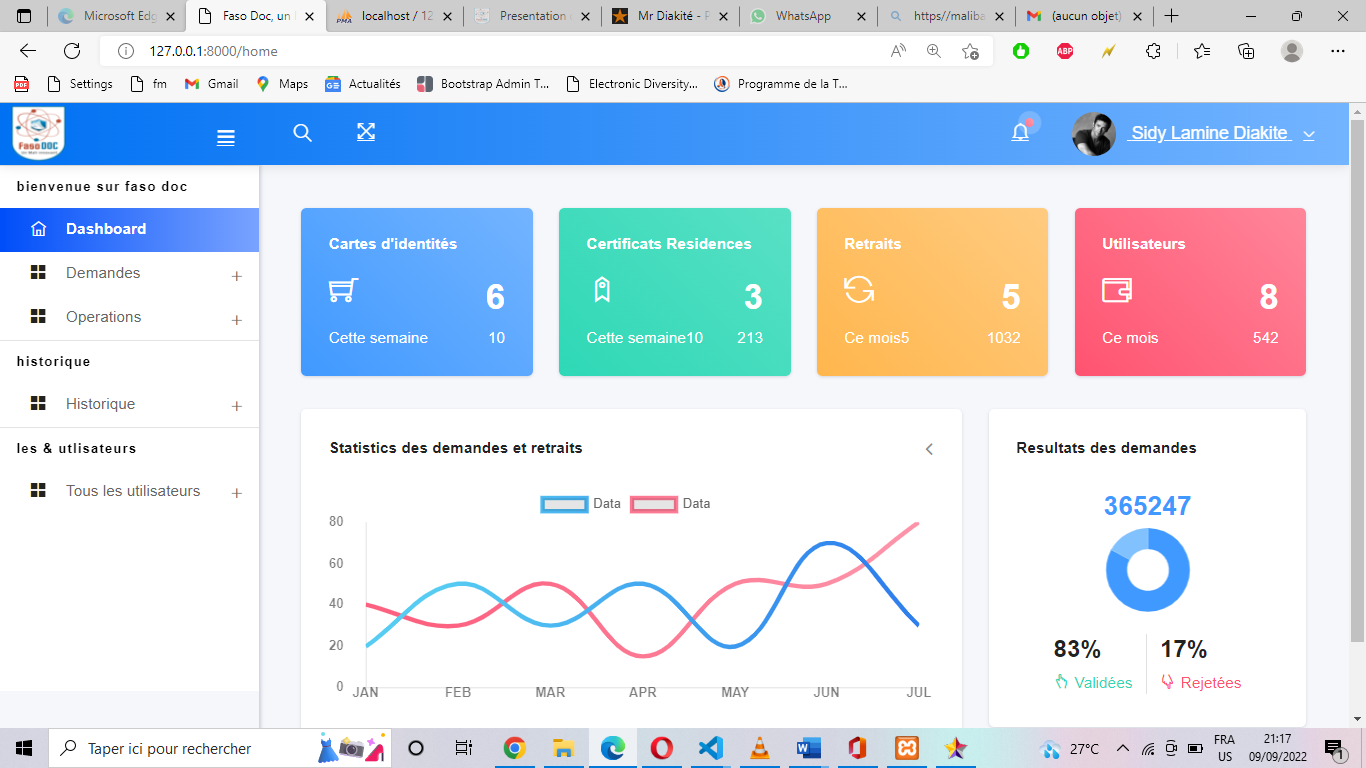 Microsoft Edg
Faso Doc, un
localhost / 12
Presentation
Mr Diakité - P
WhatsApp
https//maliba
(aucun objet)
127.0.0.1:8000/home
Settings
fm
Gmail
Maps
Actualités
Bootstrap Admin T...
Electronic Diversity...
Programme de la T...
Faso DOC
Sidy Lamine Diakite
bienvenue sur faso doc
Dashboard
Demandes
Operations
historique
Historique
les & utlisateurs
Tous les utilisateurs
Cartes d'identités
6
Cette semaine 10
Certificats Residences
3
Cette semaine10 213
Retraits
5
Ce mois5 1032
Utilisateurs
8
Ce mois 542
Statistics des demandes et retraits
Data Data
80
60
40
20
0
JAN FEB MAR APR MAY JUN JUL
Resultats des demandes
365247
83% 17%
Validées Rejetées
Taper ici pour rechercher
27°C
FRA
US
21:17
09/09/2022
1